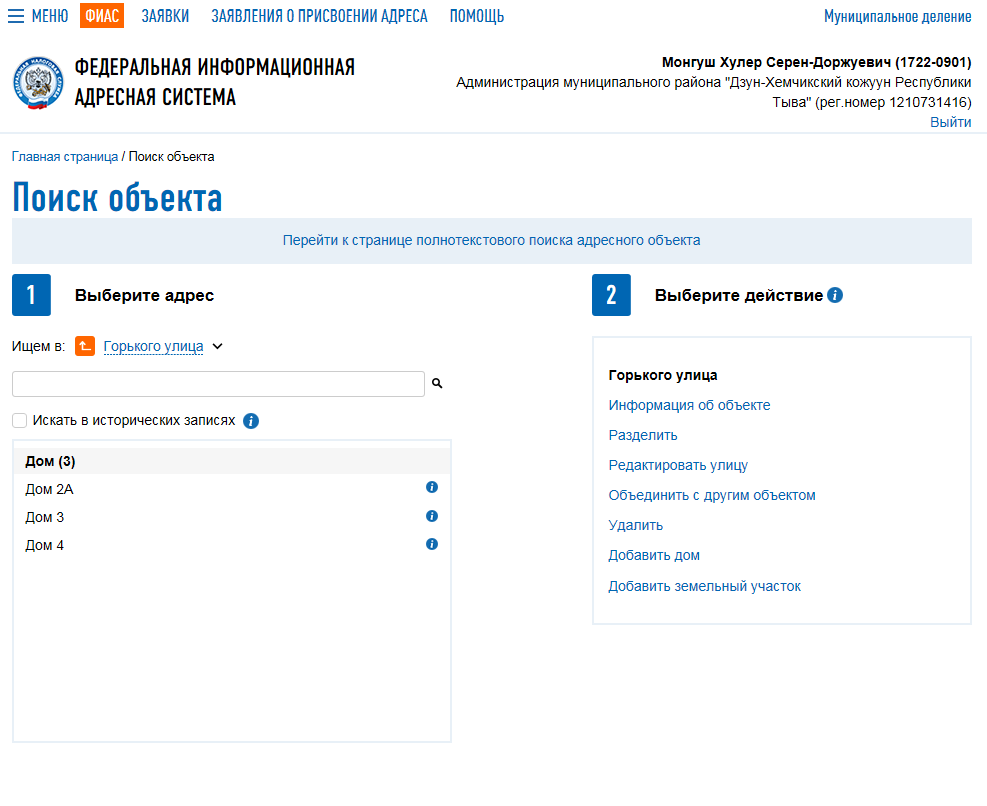 МЕНЮ ФИАС ЗАЯВКИ ЗАЯВЛЕНИЯ О ПРИСВОЕНИИ АДРЕСА ПОМОЩЬ Муниципальное деление
ФЕДЕРАЛЬНАЯ ИНФОРМАЦИОННАЯ
АДРЕСНАЯ СИСТЕМА
Монгуш Хулер Серен-Доржуевич (1722-0901)
Администрация муниципального района "Дзун-Хемчикский кожуун Республики
Тыва" (рег.номер 1210731416)
Выйти
Главная страница / Поиск объекта
Поиск объекта
Перейти к странице полнотекстового поиска адресного объекта
1 Выберите адрес
Ищем в: Горького улица
Искать в исторических записях
Дом (3)
Дом 2А
Дом 3
Дом 4
2 Выберите действие
Горького улица
Информация об объекте
Разделить
Редактировать улицу
Объединить с другим объектом
Удалить
Добавить дом
Добавить земельный участок